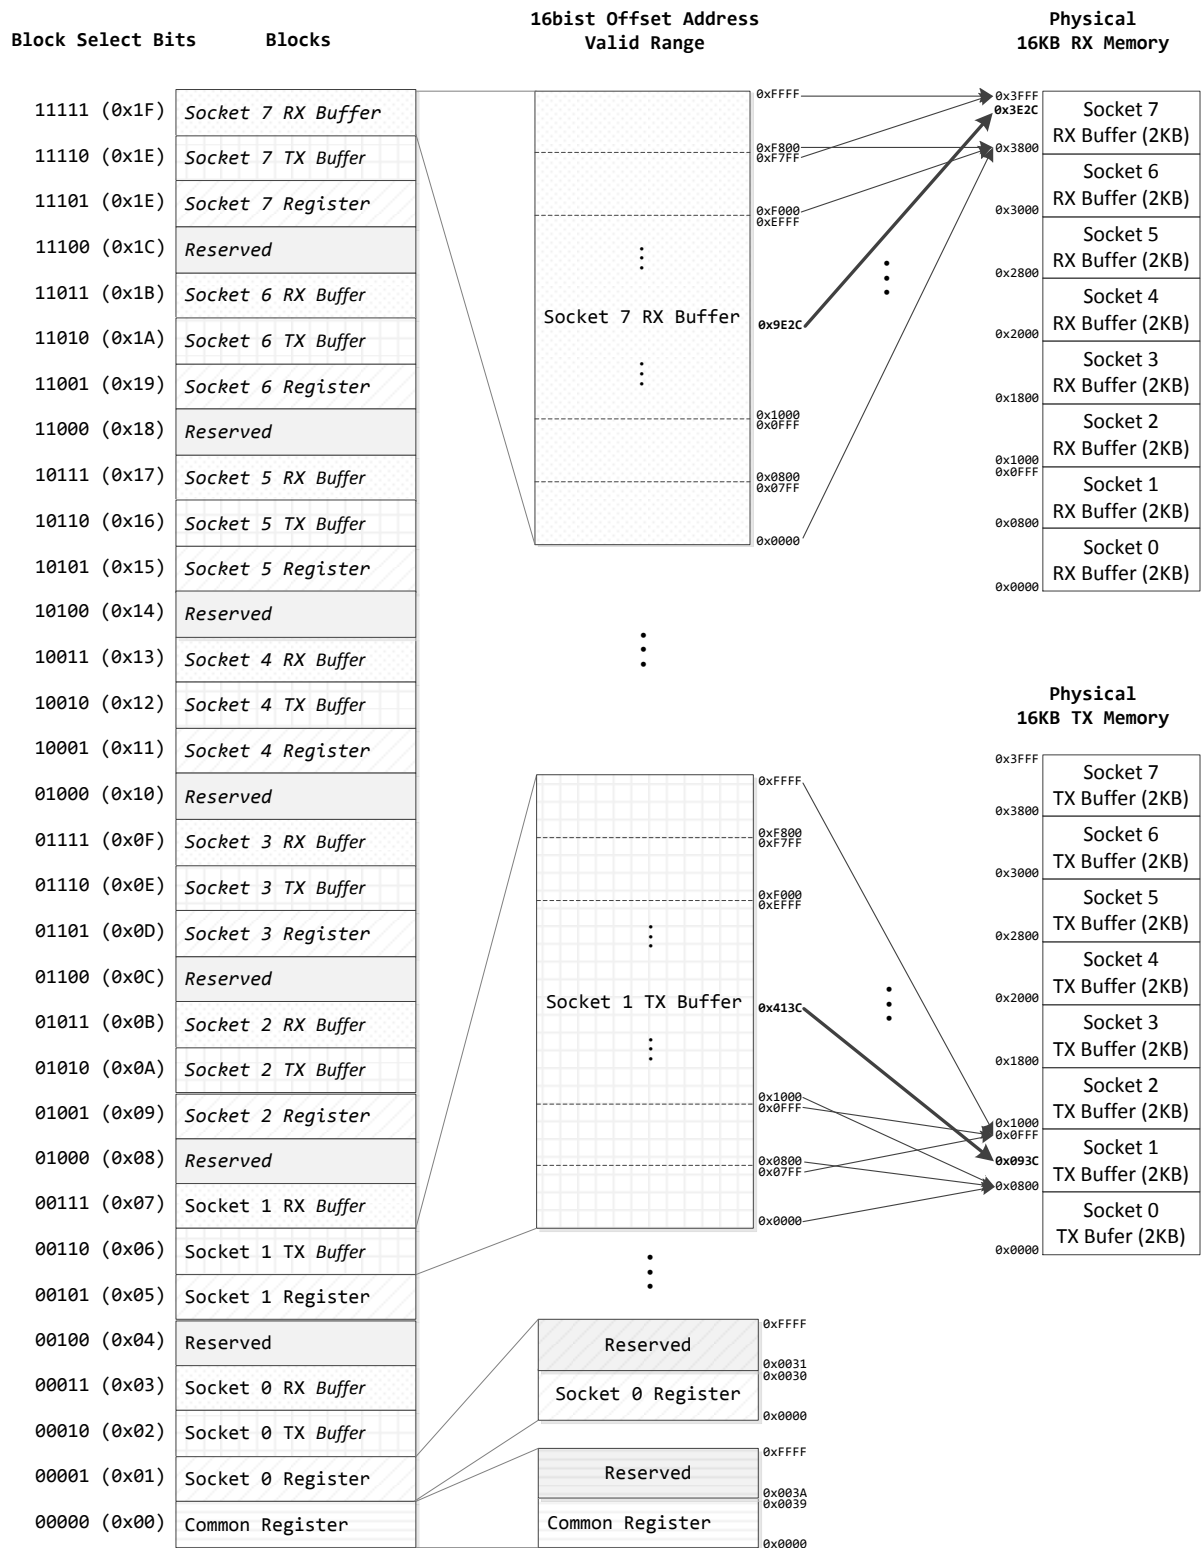 16bist Offset Address
Valid Range
Physical
16KB RX Memory
Block Select Bits
Blocks
11111 (0x1F) Socket 7 RX Buffer
11110 (0x1E) Socket 7 TX Buffer
11101 (0x1E) Socket 7 Register
11100 (0x1C) Reserved
11011 (0x1B) Socket 6 RX Buffer
11010 (0x1A) Socket 6 TX Buffer
11001 (0x19) Socket 6 Register
11000 (0x18) Reserved
10111 (0x17) Socket 5 RX Buffer
10110 (0x16) Socket 5 TX Buffer
10101 (0x15) Socket 5 Register
10100 (0x14) Reserved
10011 (0x13) Socket 4 RX Buffer
10010 (0x12) Socket 4 TX Buffer
10001 (0x11) Socket 4 Register
01000 (0x10) Reserved
01111 (0x0F) Socket 3 RX Buffer
01110 (0x0E) Socket 3 TX Buffer
01101 (0x0D) Socket 3 Register
01100 (0x0C) Reserved
01011 (0x0B) Socket 2 RX Buffer
01010 (0x0A) Socket 2 TX Buffer
01001 (0x09) Socket 2 Register
01000 (0x08) Reserved
00111 (0x07) Socket 1 RX Buffer
00110 (0x06) Socket 1 TX Buffer
00101 (0x05) Socket 1 Register
00100 (0x04) Reserved
00011 (0x03) Socket 0 RX Buffer
00010 (0x02) Socket 0 TX Buffer
00001 (0x01) Socket 0 Register
00000 (0x00) Common Register
0xFFFF
0xF800
0xF7FF
0xF000
0xEFFF
Socket 7 RX Buffer
0x9E2C
0x1000
0x0FFF
0x0800
0x07FF
0x0000
0x3FFF
0x3E2C
Socket 7
RX Buffer (2KB)
0x3800
Socket 6
RX Buffer (2KB)
0x3000
Socket 5
RX Buffer (2KB)
0x2800
Socket 4
RX Buffer (2KB)
0x2000
Socket 3
RX Buffer (2KB)
0x1800
Socket 2
RX Buffer (2KB)
0x1000
0x0FFF
Socket 1
RX Buffer (2KB)
0x0800
Socket 0
RX Buffer (2KB)
0x0000
0xFFFF
0xF800
0xF7FF
0xF000
0xEFFF
Socket 1 TX Buffer
0x413C
0x1000
0x0FFF
0x0800
0x07FF
0x0000
Physical
16KB TX Memory
0x3FFF
Socket 7
TX Buffer (2KB)
0x3800
Socket 6
TX Buffer (2KB)
0x3000
Socket 5
TX Buffer (2KB)
0x2800
Socket 4
TX Buffer (2KB)
0x2000
Socket 3
TX Buffer (2KB)
0x1800
Socket 2
TX Buffer (2KB)
0x1000
0x0FFF
Socket 1
TX Buffer (2KB)
0x093C
0x0800
Socket 0
TX Bufer (2KB)
0x0000
0xFFFF
Reserved
0x0031
0x0030
Socket 0 Register
0x0000
0xFFFF
Reserved
0x003A
0x0039
Common Register
0x0000